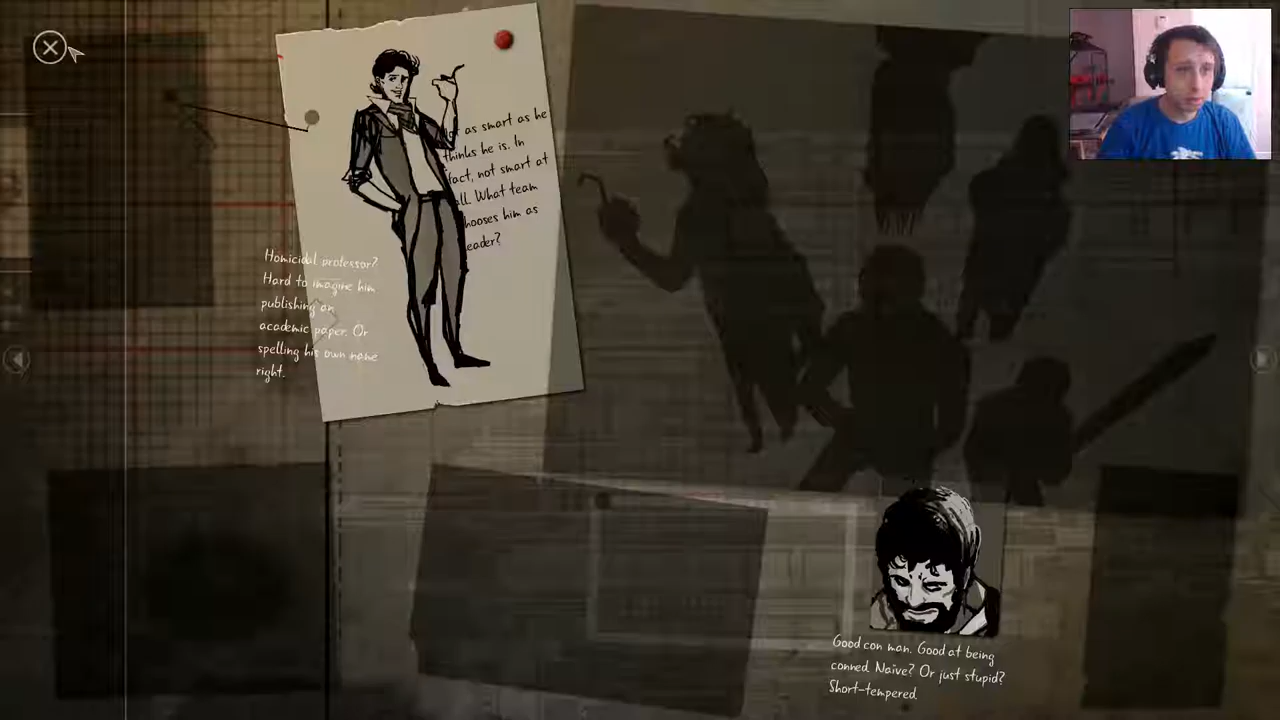 as smart as he
thinks he is. In
fact, not smart at
all. What team
chooses him as
leader?
Homicidal professor?
Hard to imagine him
publishing an
academic paper. Or
spelling his own name
right.
Good con man. Good at being
conned. Naive? Or just stupid?
Short-tempered.